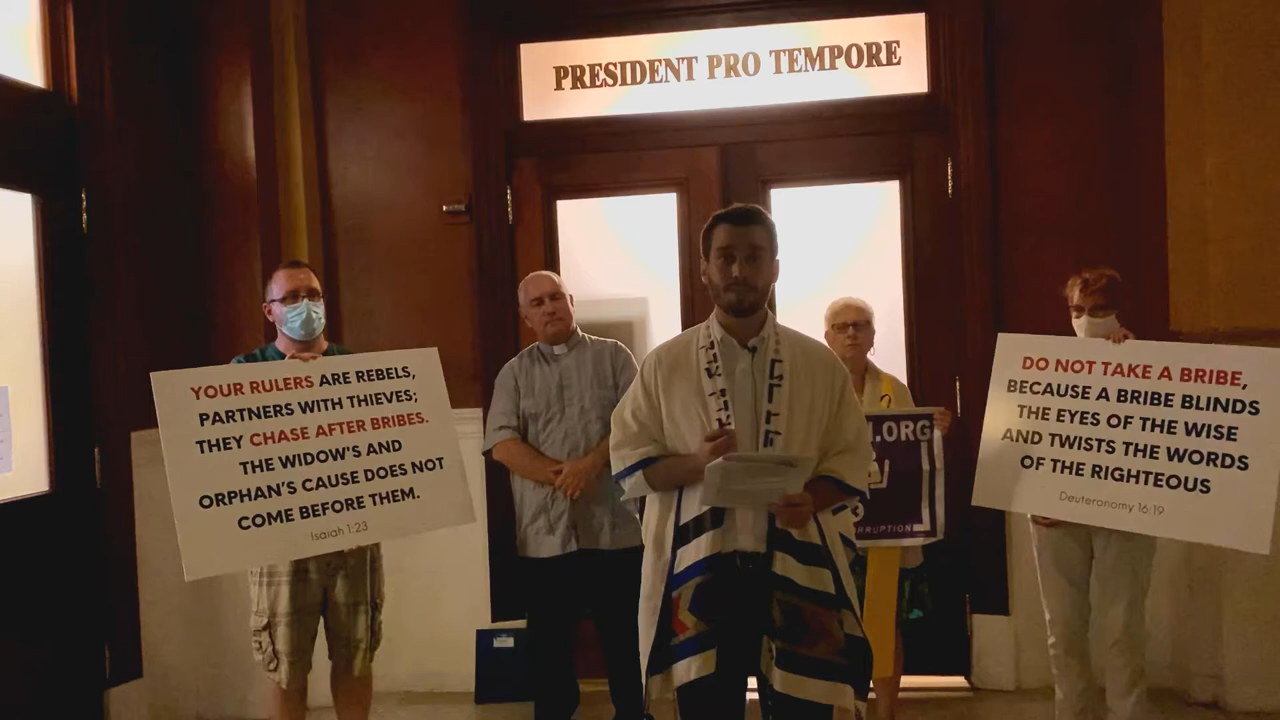 PRESIDENT PRO TEMPORE
YOUR RULERS ARE REBELS,
PARTNERS WITH THIEVES;
THEY CHASE AFTER BRIBES.
THE WIDOW'S AND
ORPHAN'S CAUSE DOES NOT
COME BEFORE THEM.
Isaiah 1:23
.ORG
DO NOT TAKE A BRIBE,
BECAUSE A BRIBE BLINDS
THE EYES OF THE WISE
AND TWISTS THE WORDS
OF THE RIGHTEOUS
Deuteronomy 16:19